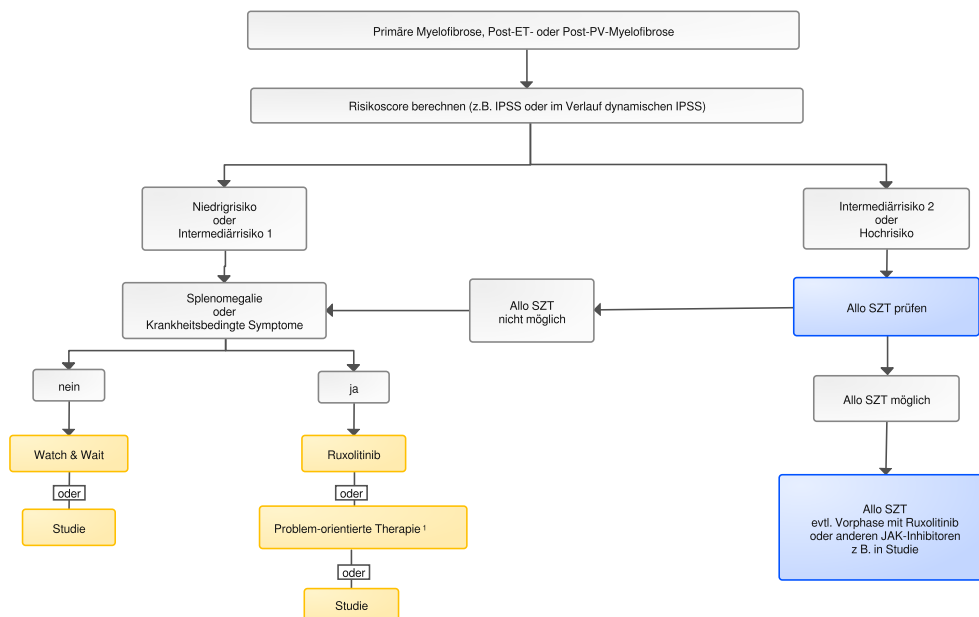 Primäre Myelofibrose, Post-ET- oder Post-PV-Myelofibrose
Risikoscore berechnen (z.B. IPSS oder im Verlauf dynamischen IPSS)
Niedrigrisiko
oder
Intermediärrisiko 1
Intermediärrisiko 2
oder
Hochrisiko
Splenomegalie
oder
Krankheitsbedingte Symptome
Allo SZT
nicht möglich
Allo SZT prüfen
nein
ja
Allo SZT möglich
Watch & Wait
oder
Studie
Ruxolitinib
oder
Problem-orientierte Therapie ¹
oder
Studie
Allo SZT
evtl. Vorphase mit Ruxolitinib
oder anderen JAK-Inhibitoren
z B. in Studie